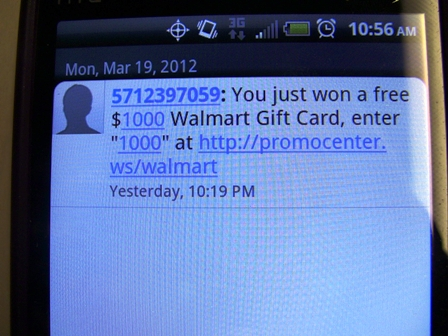 3G
10:56 AM
Mon, Mar 19, 2012
5712397059: You just won a free
$1000 Walmart Gift Card, enter
"1000" at http://promocenter.
ws/walmart
Yesterday, 10:19 PM